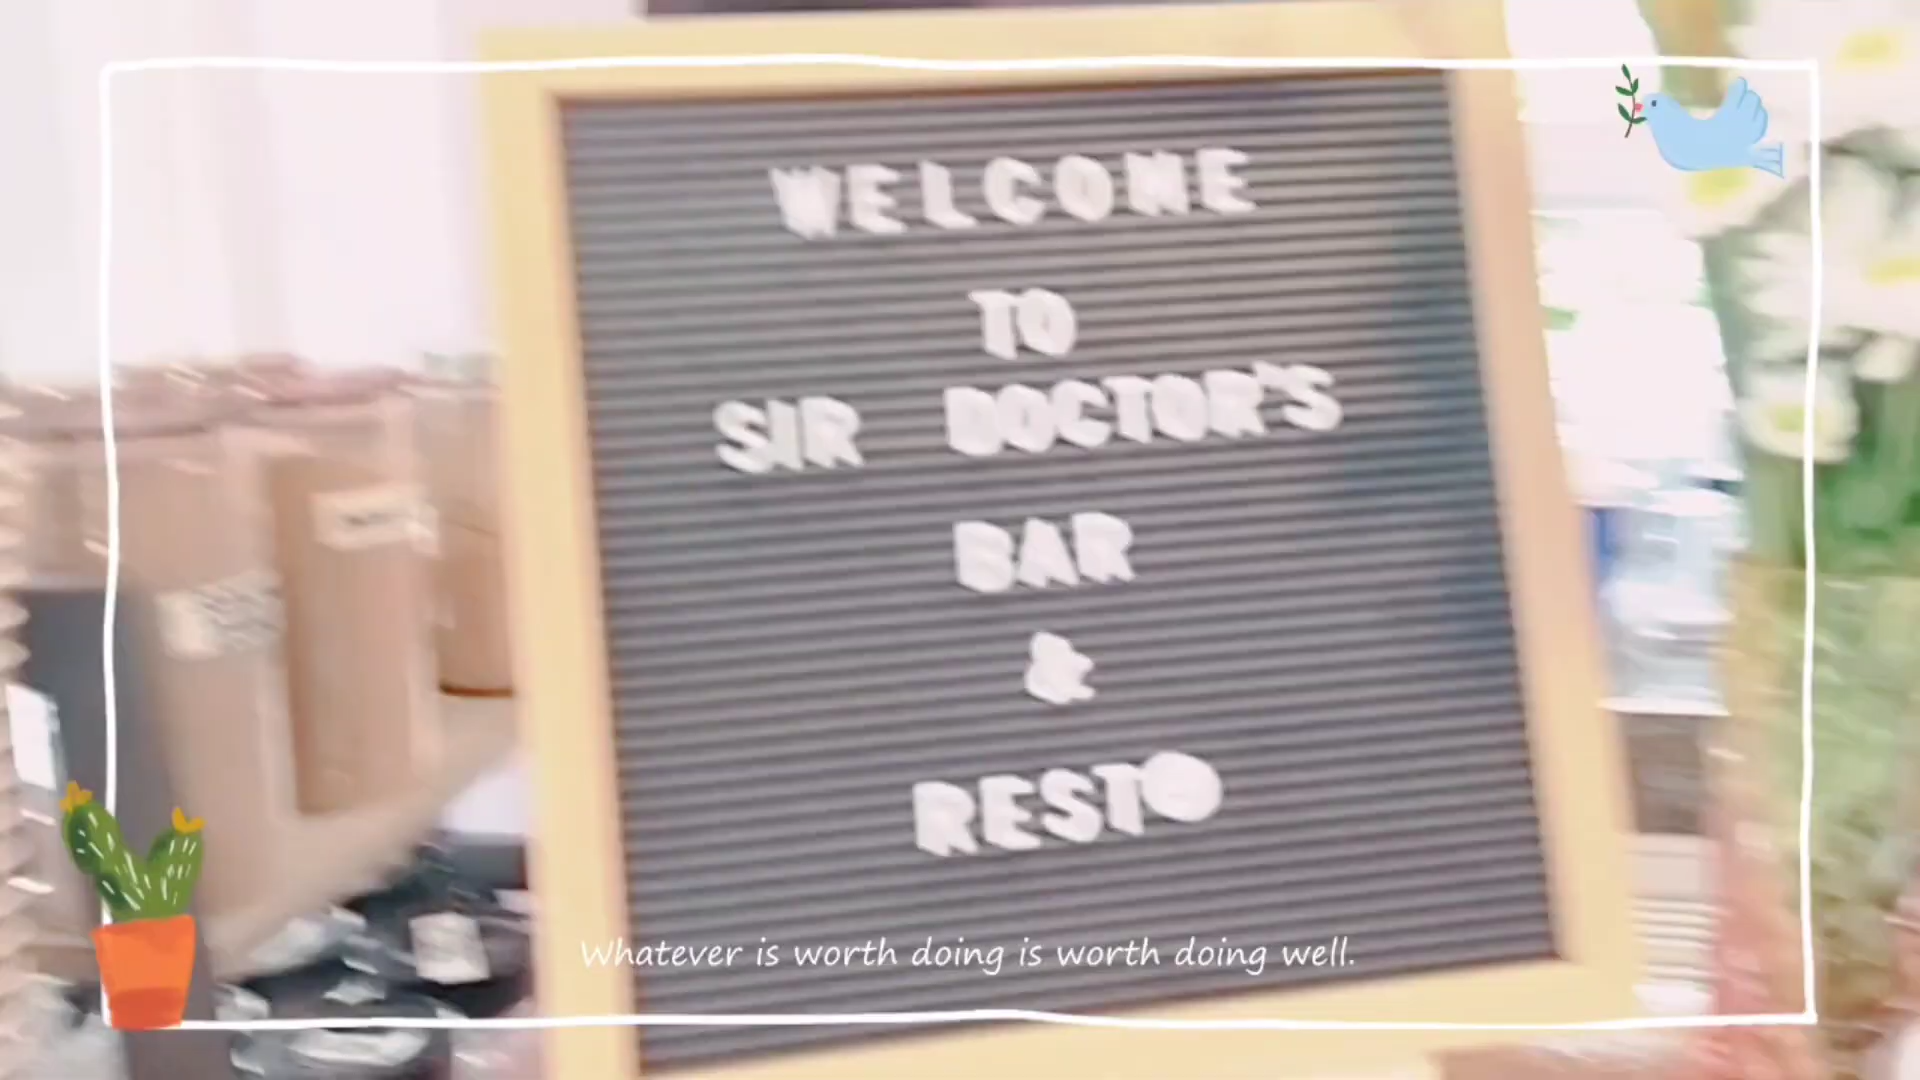 WELCOME
TO
SIR DOCTOR'S
BAR
&
RESTO
Whatever is worth doing is worth doing well.